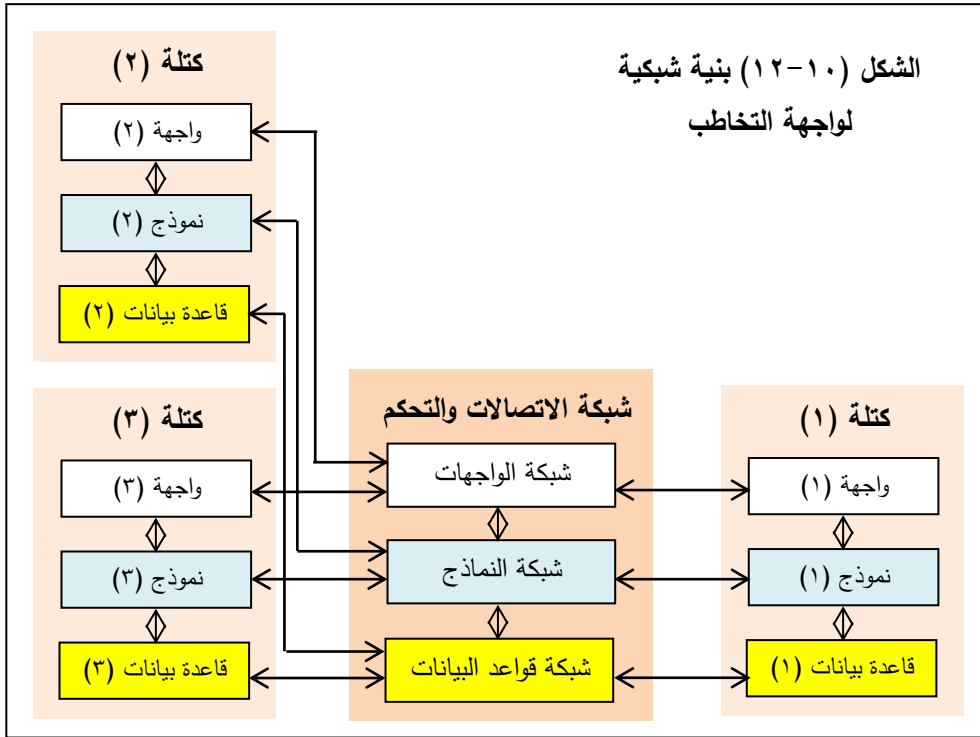 الشكل (١٠-١٢) بنية شبكية
لواجهة التخاطب
كتلة (٢)
واجهة (٢)
نموذج (٢)
قاعدة بيانات (٢)
كتلة (١)
واجهة (١)
نموذج (١)
قاعدة بيانات (١)
شبكة الاتصالات والتحكم
شبكة الواجهات
شبكة النماذج
شبكة قواعد البيانات
كتلة (٣)
واجهة (٣)
نموذج (٣)
قاعدة بيانات (٣)